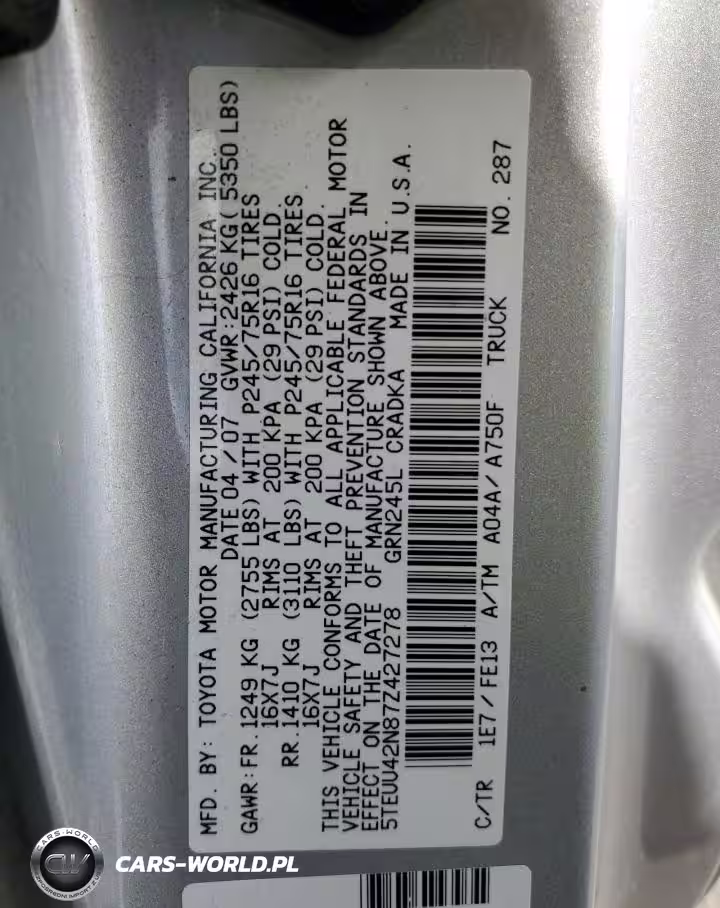 MFD. BY: TOYOTA MOTOR MANUFACTURING CALIFORNIA, INC.
DATE 04/07 GVWR:2426 KG( 5350 LBS)
GAWR:FR.1249 KG (2755 LBS) WITH P245/75R16 TIRES
16X7J RIMS AT 200 KPA (29 PSI) COLD.
RR.1410 KG (3110 LBS) WITH P245/75R16 TIRES
16X7J RIMS AT 200 KPA (29 PSI) COLD.
THIS VEHICLE CONFORMS TO ALL APPLICABLE FEDERAL MOTOR
VEHICLE SAFETY AND THEFT PREVENTION STANDARDS IN
EFFECT ON THE DATE OF MANUFACTURE SHOWN ABOVE.
5TEUU42N87Z427278 GRN245L CRADKA MADE IN U.S.A.
C/TR 1E7/FE13 A/TM A04A/A750F TRUCK NO. 287
CARS-WORLD
CARS-WORLD.PL